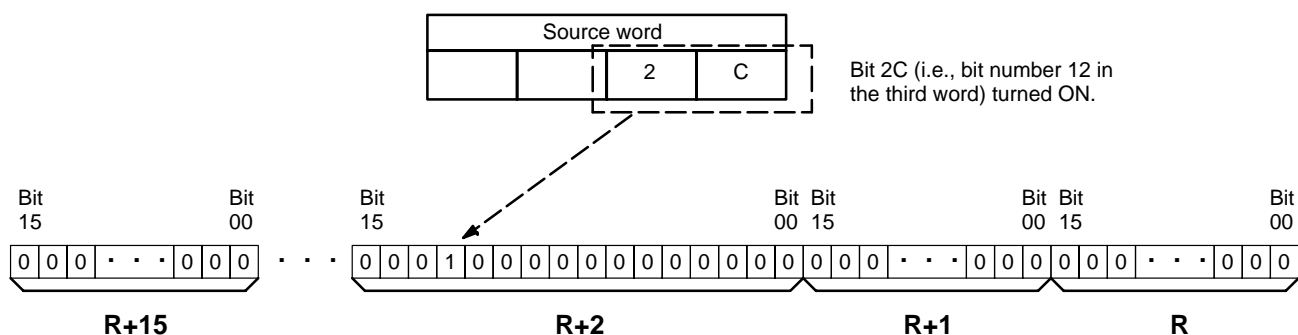 Source word
2 C
Bit 2C (i.e., bit number 12 in
the third word) turned ON.
Bit Bit Bit Bit Bit Bit Bit Bit
15 00 15 00 15 00 15 00
0 0 0 · · · 0 0 0 · · · 0 0 0 1 0 0 0 0 0 0 0 0 0 0 0 0 0 0 0 · · · 0 0 0 0 0 0 · · · 0 0 0
R+15 R+2 R+1 R